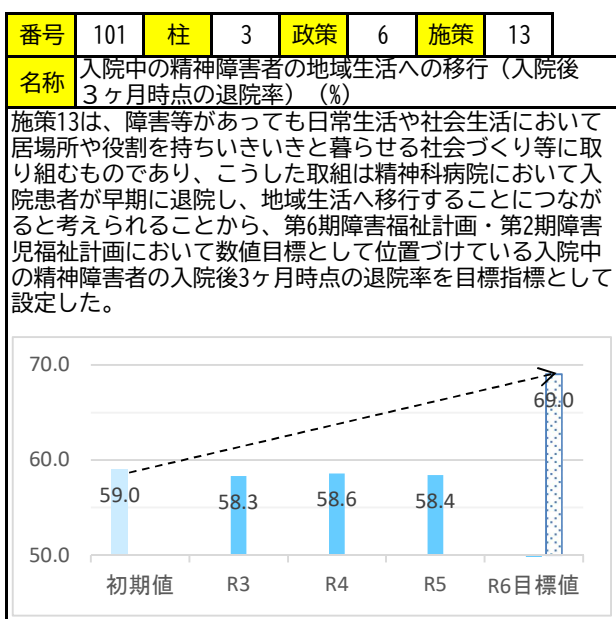 番号 101 柱 3 政策 6 施策 13
名称 入院中の精神障害者の地域生活への移行（入院後
３ヶ月時点の退院率）（%）
施策13は、障害等があっても日常生活や社会生活において
居場所や役割を持ちいきいきと暮らせる社会づくり等に取
り組むものであり、こうした取組は精神科病院において入
院患者が早期に退院し、地域生活へ移行することにつなが
ると考えられることから、第6期障害福祉計画・第2期障害
児福祉計画において数値目標として位置づけている入院中
の精神障害者の入院後3ヶ月時点の退院率を目標指標として
設定した。
70.0
69.0
60.0
59.0 58.3 58.6 58.4
50.0
初期値 R3 R4 R5 R6目標値